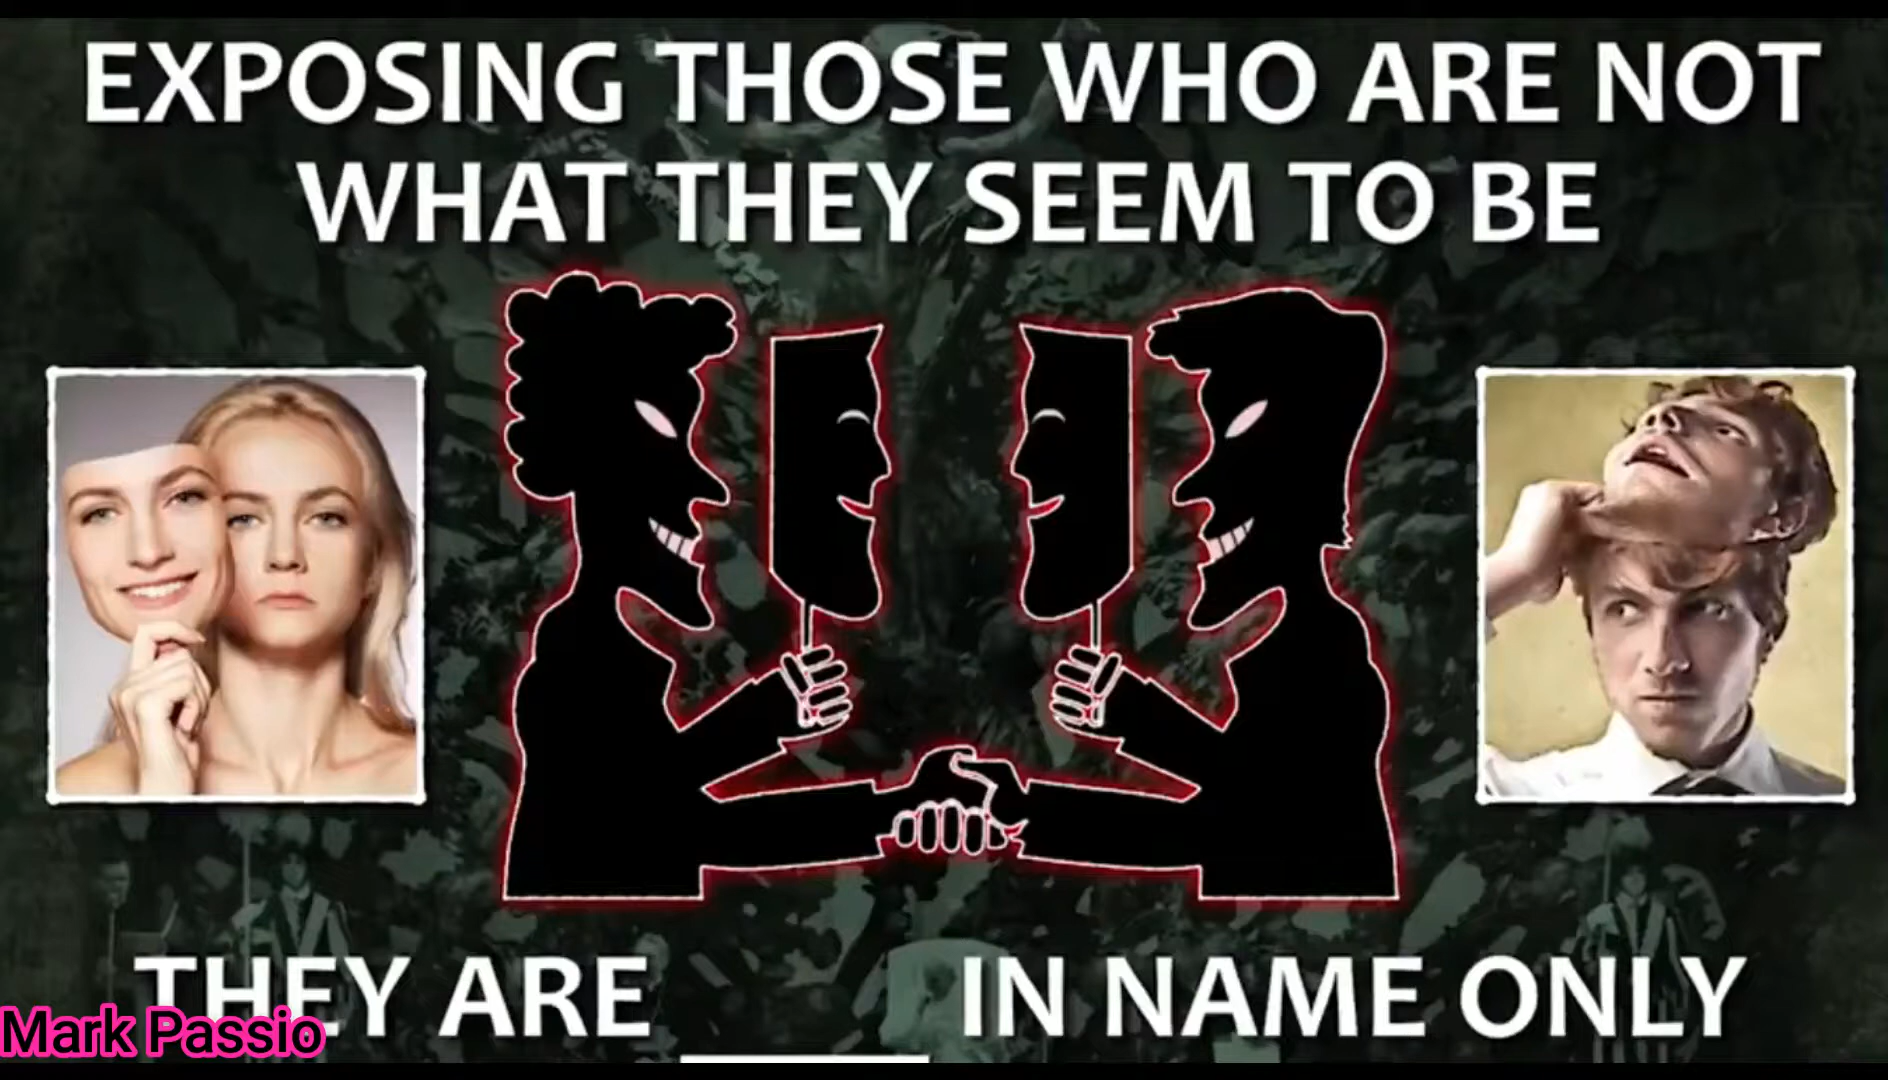 EXPOSING THOSE WHO ARE NOT
WHAT THEY SEEM TO BE
THEY ARE IN NAME ONLY
Mark Passio